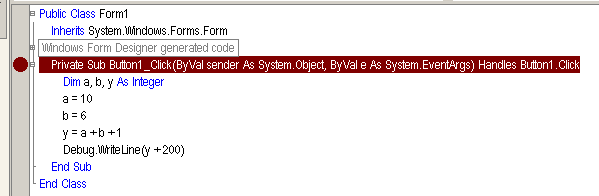 Public Class Form1
Inherits System.Windows.Forms.Form
Windows Form Designer generated code
Private Sub Button1_Click(ByVal sender As System.Object, ByVal e As System.EventArgs) Handles Button1.Click
Dim a, b, y As Integer
a = 10
b = 6
y = a + b + 1
Debug.WriteLine(y + 200)
End Sub
End Class